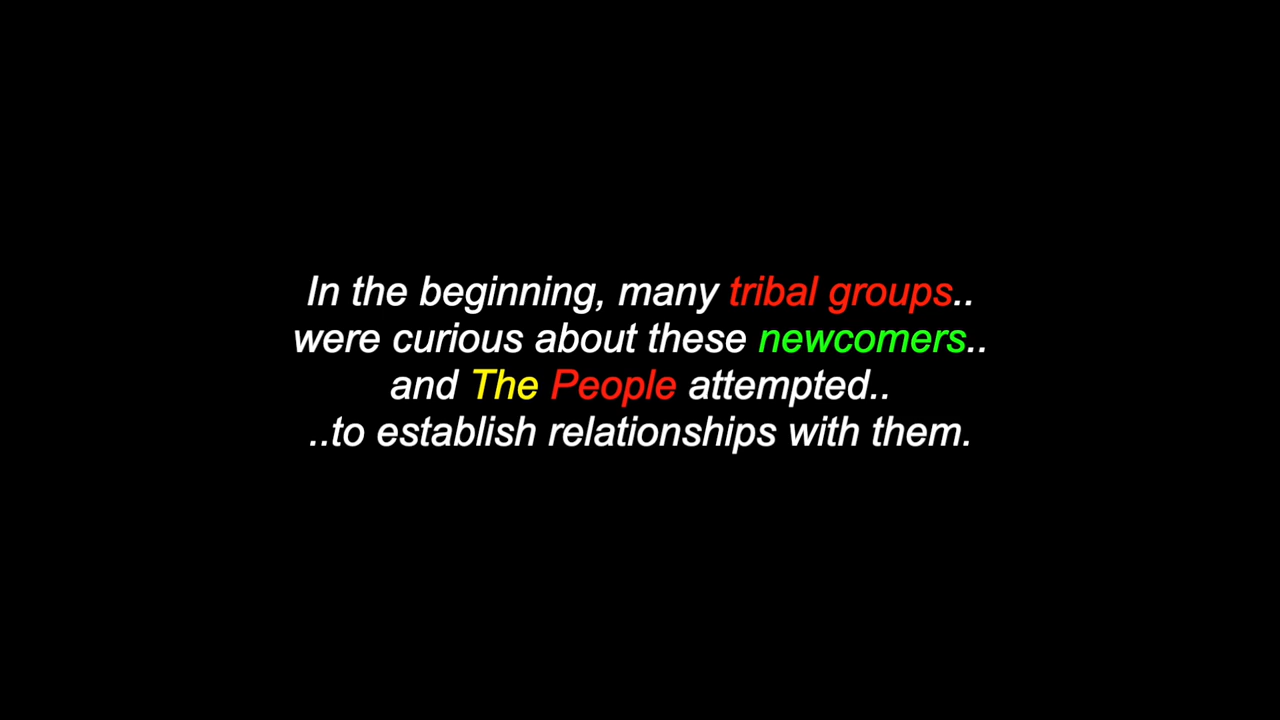 In the beginning, many tribal groups..
were curious about these newcomers..
and The People attempted..
..to establish relationships with them.